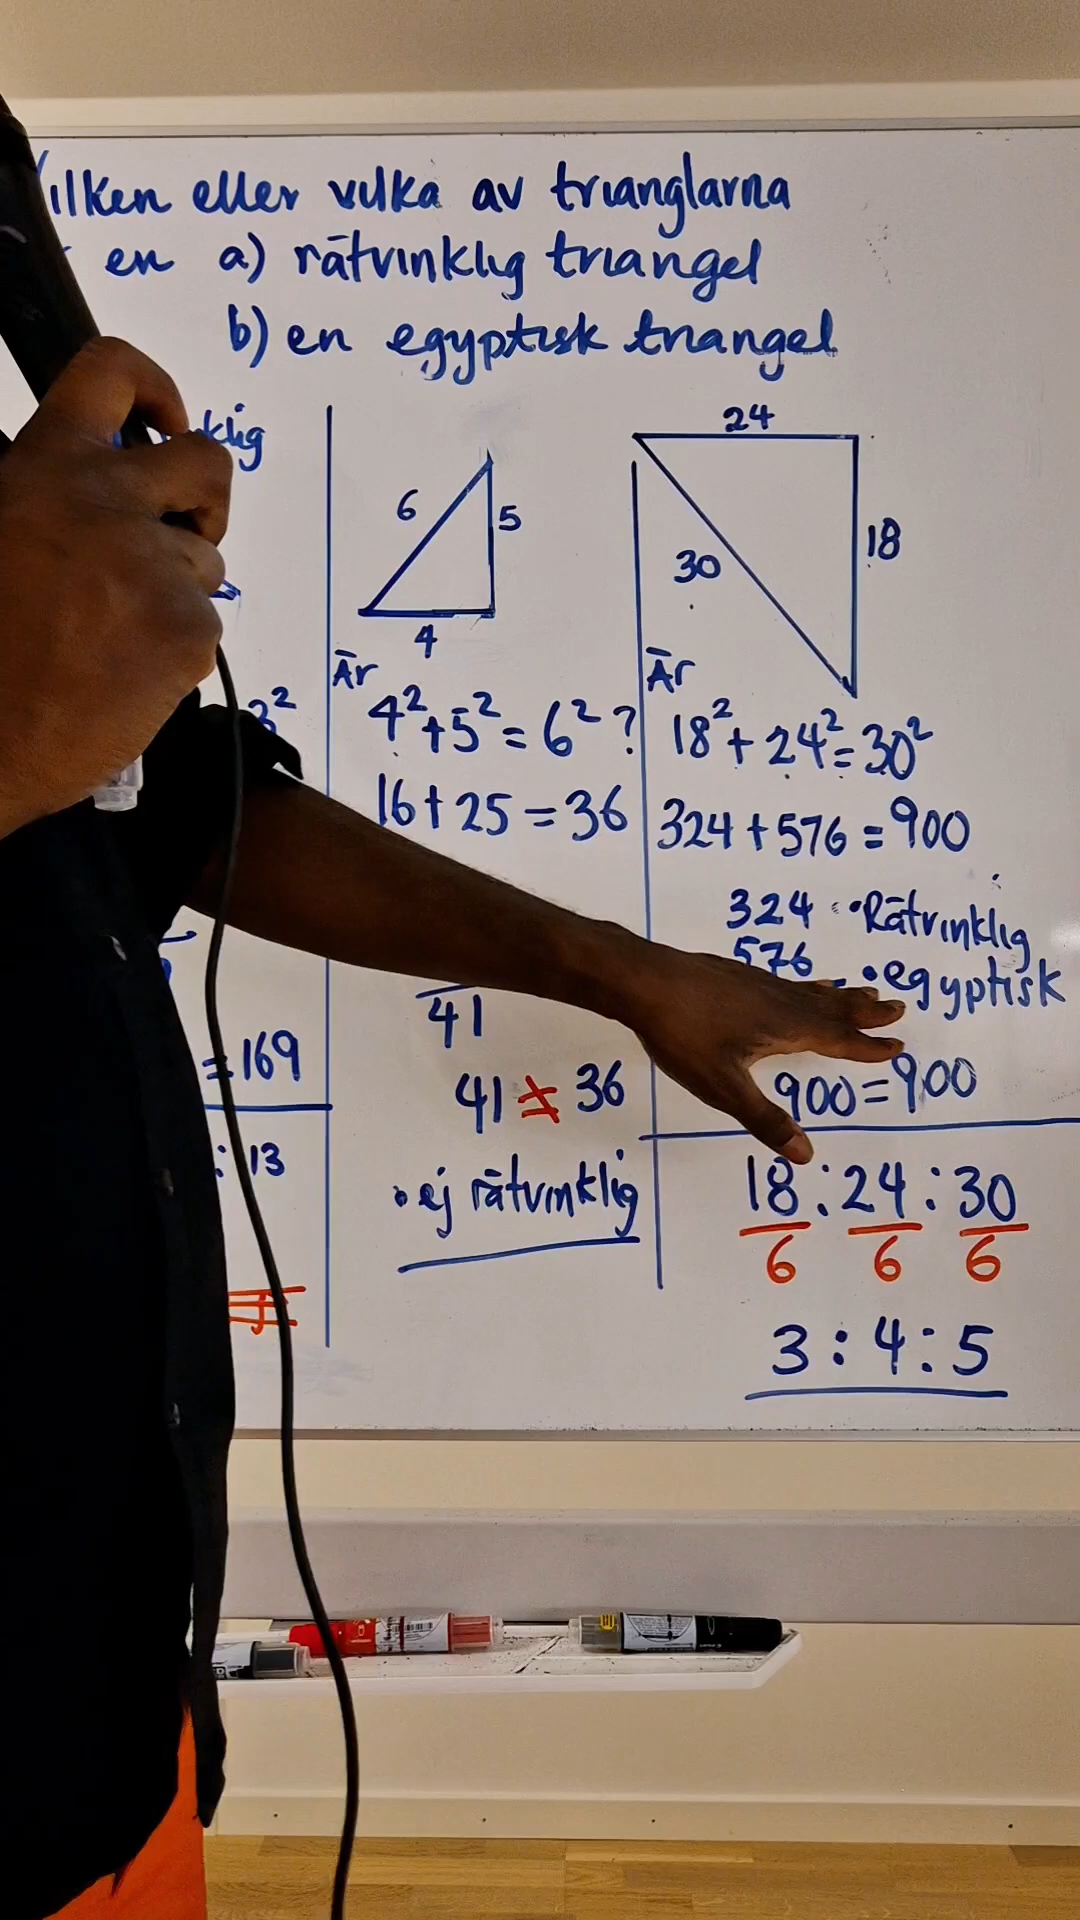 ilken eller vilka av trianglarna
en a) rätvinklig triangel
b) en egyptisk triangel
klig
3²
= 169
: 13
6
5
4
Är
4² + 5² = 6² ?
16 + 25 = 36
41
41 ≠ 36
• ej rätvinklig
24
18
30
Är
18² + 24² = 30²
324 + 576 = 900
324 • Rätvinklig
576 • egyptisk
900 = 900
18 : 24 : 30
6 6 6
3 : 4 : 5